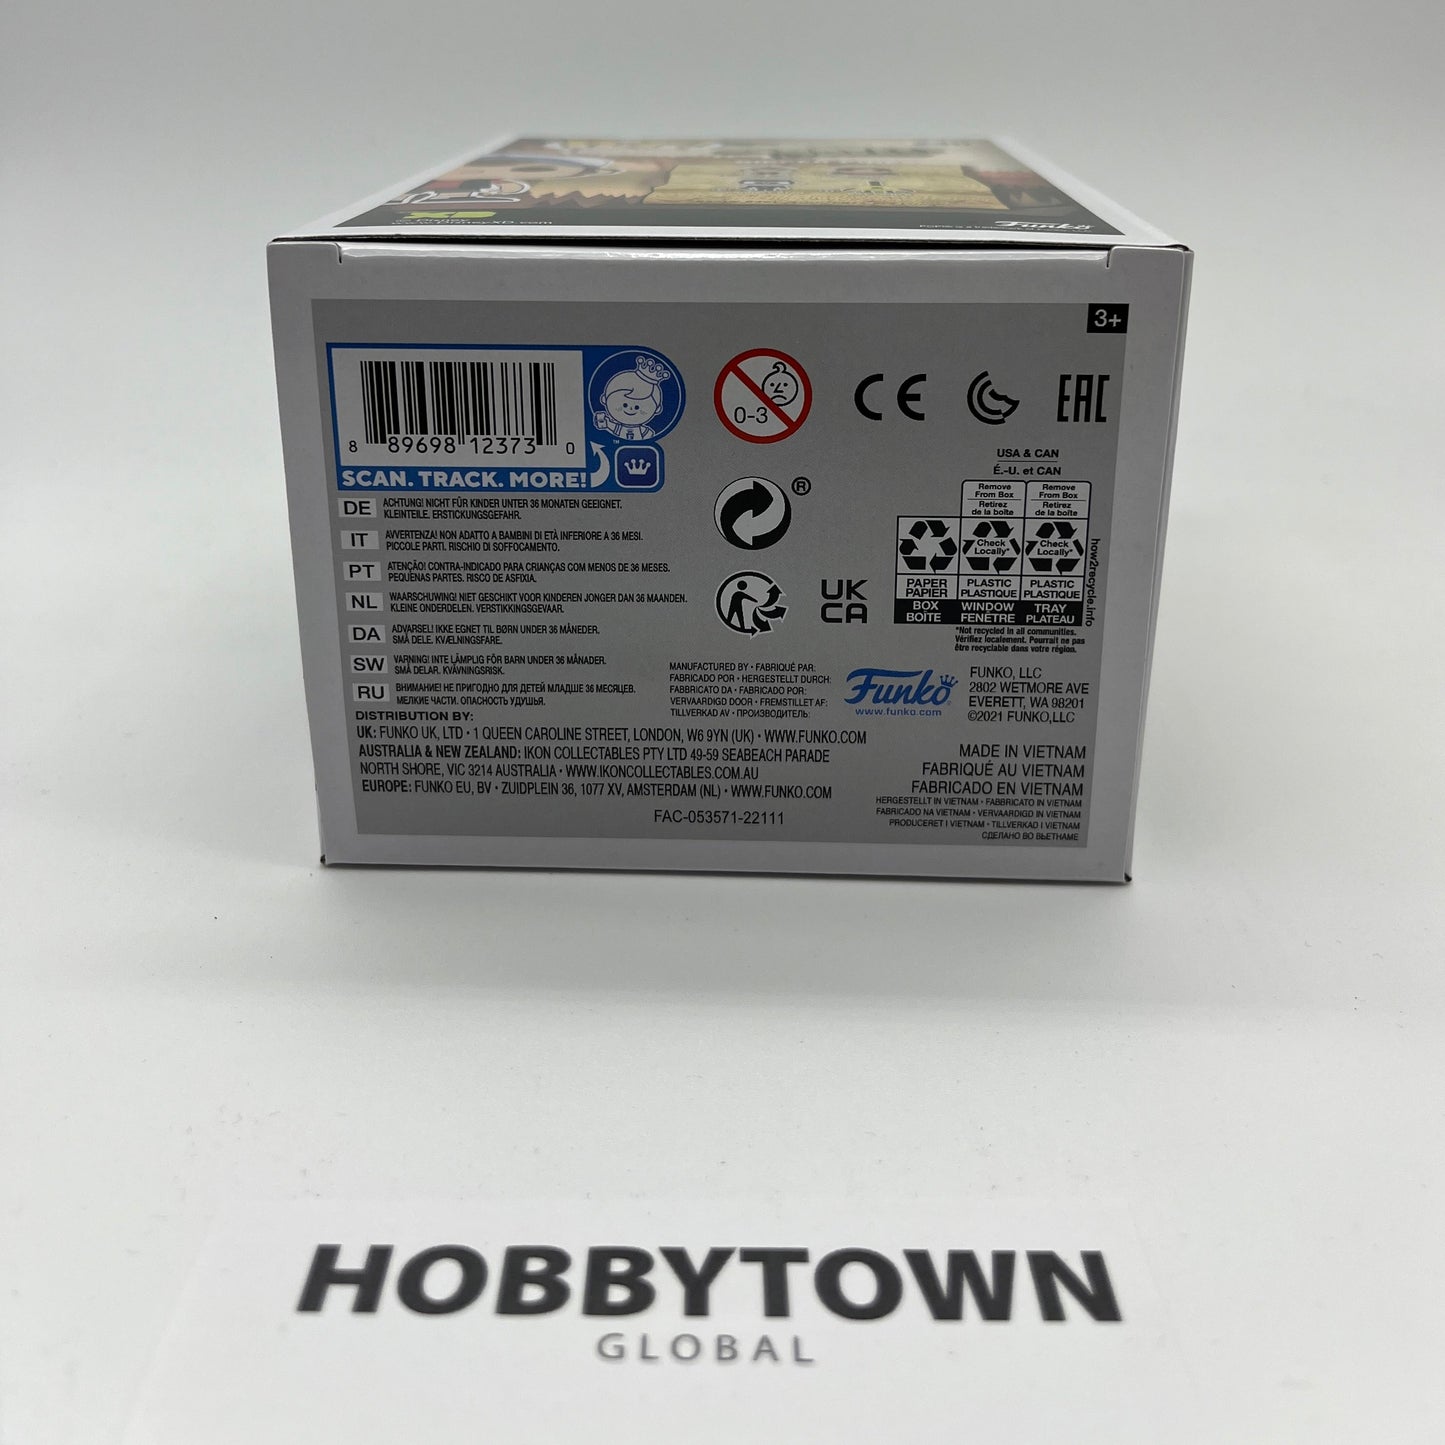 XD
Funko
3+
8 89698 12373 0
SCAN. TRACK. MORE!
™
0-3
CE
EAC
USA & CAN
É.-U. et CAN
Remove From Box
Retirez de la boîte
Remove From Box
Retirez de la boîte
Check Locally*
Check Locally*
PAPER
PAPIER
PLASTIC
PLASTIQUE
PLASTIC
PLASTIQUE
BOX
BOÎTE
WINDOW
FENÊTRE
TRAY
PLATEAU
how2recycle.info
*Not recycled in all communities.
Vérifiez localement. Pourrait ne pas
être recyclable dans votre région.
®
UK
CA
DE ACHTUNG! NICHT FÜR KINDER UNTER 36 MONATEN GEEIGNET.
KLEINTEILE. ERSTICKUNGSGEFAHR.
IT AVVERTENZA! NON ADATTO A BAMBINI DI ETÀ INFERIORE A 36 MESI.
PICCOLE PARTI. RISCHIO DI SOFFOCAMENTO.
PT ATENÇÃO! CONTRA-INDICADO PARA CRIANÇAS COM MENOS DE 36 MESES.
PEQUENAS PARTES. RISCO DE ASFIXIA.
NL WAARSCHUWING! NIET GESCHIKT VOOR KINDEREN JONGER DAN 36 MAANDEN.
KLEINE ONDERDELEN. VERSTIKKINGSGEVAAR.
DA ADVARSEL! IKKE EGNET TIL BØRN UNDER 36 MÅNEDER.
SMÅ DELE. KVÆLNINGSFARE.
SW VARNING! INTE LÄMPLIG FÖR BARN UNDER 36 MÅNADER.
SMÅ DELAR. KVÄVNINGSRISK.
RU ВНИМАНИЕ! НЕ ПРИГОДНО ДЛЯ ДЕТЕЙ МЛАДШЕ 36 МЕСЯЦЕВ.
МЕЛКИЕ ЧАСТИ. ОПАСНОСТЬ УДУШЬЯ.
MANUFACTURED BY • FABRIQUÉ PAR:
FABRICADO POR • HERGESTELLT DURCH:
FABBRICATO DA • FABRICADO POR:
VERVAARDIGD DOOR • FREMSTILLET AF:
TILLVERKAD AV • ПРОИЗВОДИТЕЛЬ:
Funko®
www.funko.com
FUNKO, LLC
2802 WETMORE AVE
EVERETT, WA 98201
©2021 FUNKO,LLC
DISTRIBUTION BY:
UK: FUNKO UK, LTD • 1 QUEEN CAROLINE STREET, LONDON, W6 9YN (UK) • WWW.FUNKO.COM
AUSTRALIA & NEW ZEALAND: IKON COLLECTABLES PTY LTD 49-59 SEABEACH PARADE
NORTH SHORE, VIC 3214 AUSTRALIA • WWW.IKONCOLLECTABLES.COM.AU
EUROPE: FUNKO EU, BV • ZUIDPLEIN 36, 1077 XV, AMSTERDAM (NL) • WWW.FUNKO.COM
FAC-053571-22111
MADE IN VIETNAM
FABRIQUÉ AU VIETNAM
FABRICADO EN VIETNAM
HERGESTELLT IN VIETNAM • FABBRICATO IN VIETNAM
FABRICADO NA VIETNAM • VERVAARDIGD IN VIETNAM
PRODUCERET I VIETNAM • TILLVERKAD I VIETNAM
СДЕЛАНО ВО ВЬЕТНАМЕ
HOBBYTOWN
GLOBAL